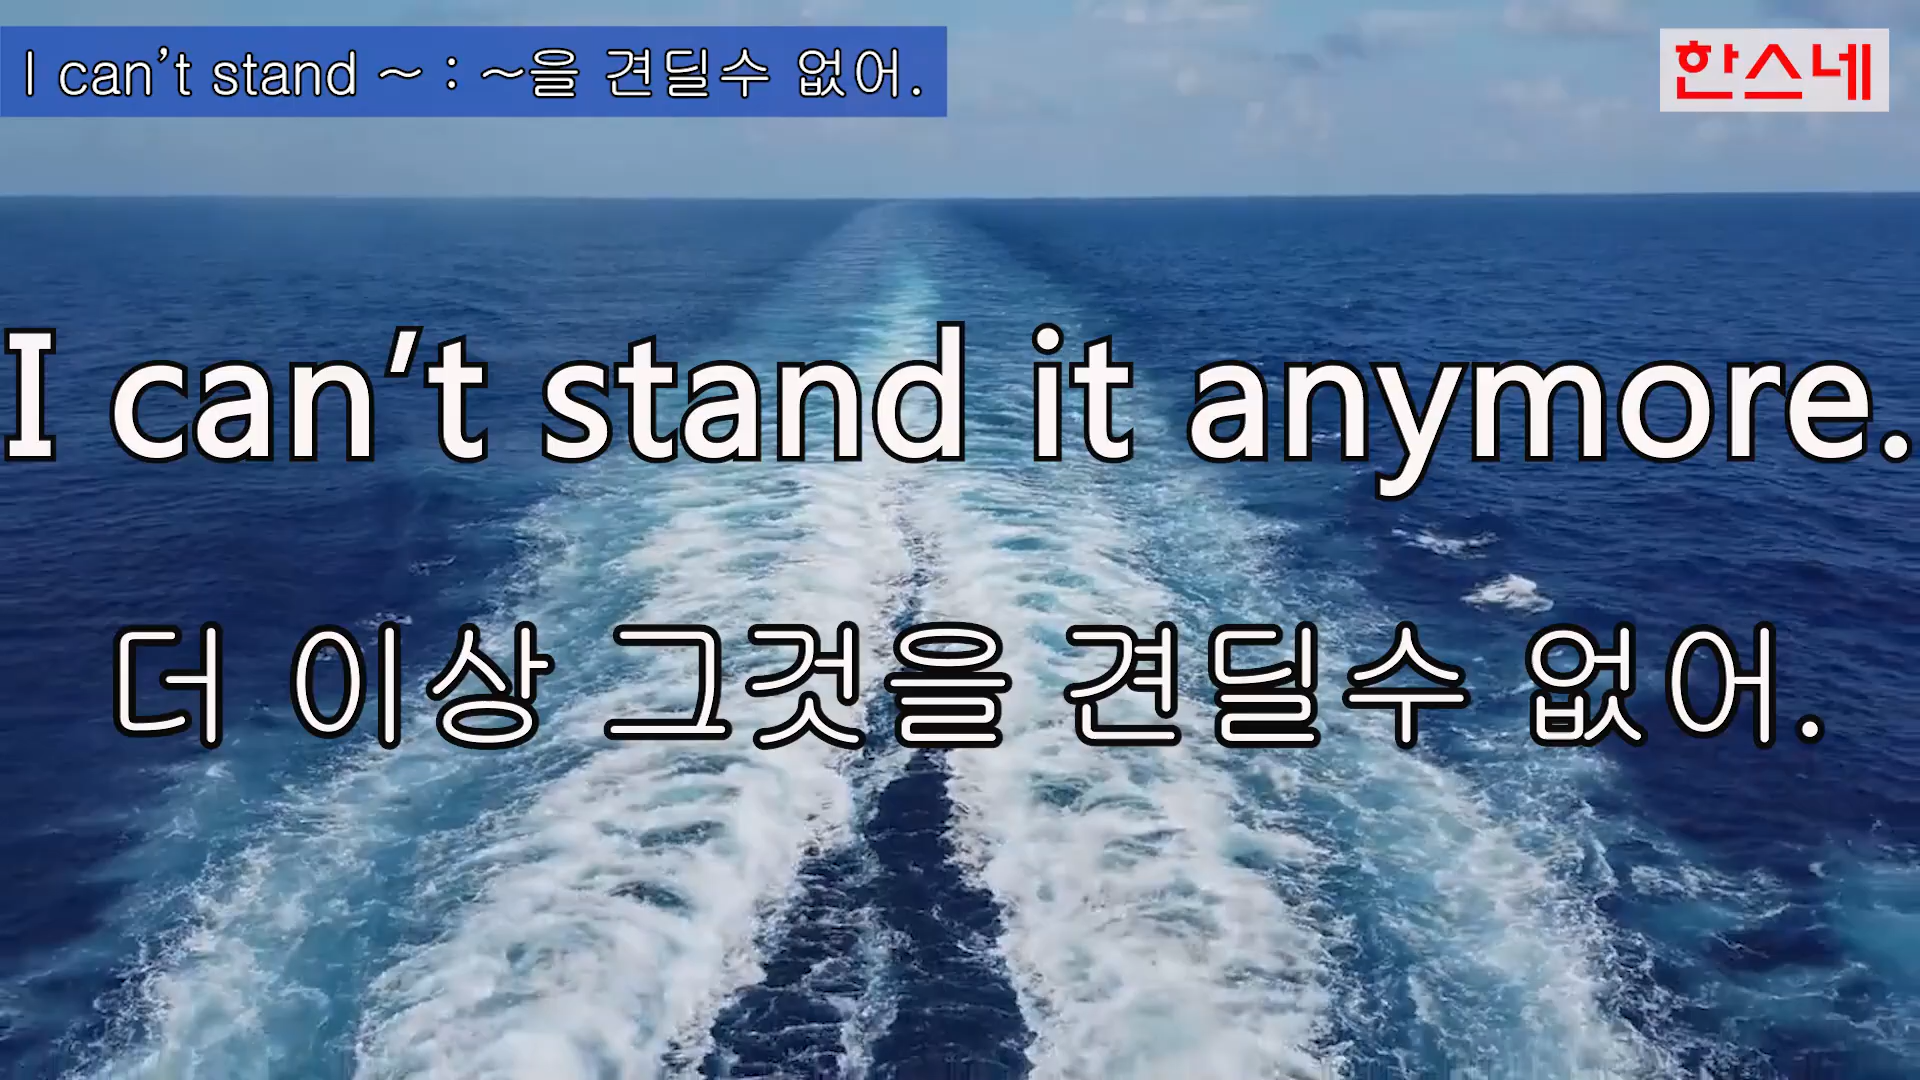 I can't stand ~ : ~을 견딜수 없어.
한스네
I can't stand it anymore.
더 이상 그것을 견딜수 없어.